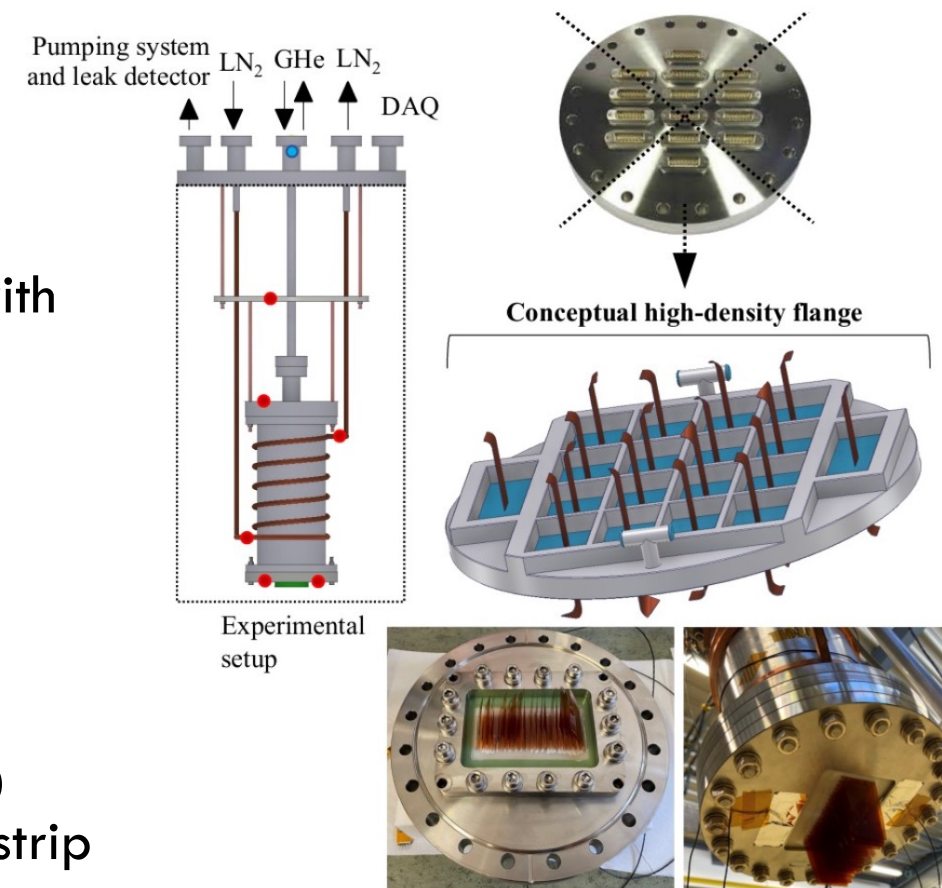 Pumping system
and leak detector
LN₂
GHe
LN₂
DAQ
ith
Conceptual high-density flange
Experimental
setup
)
strip